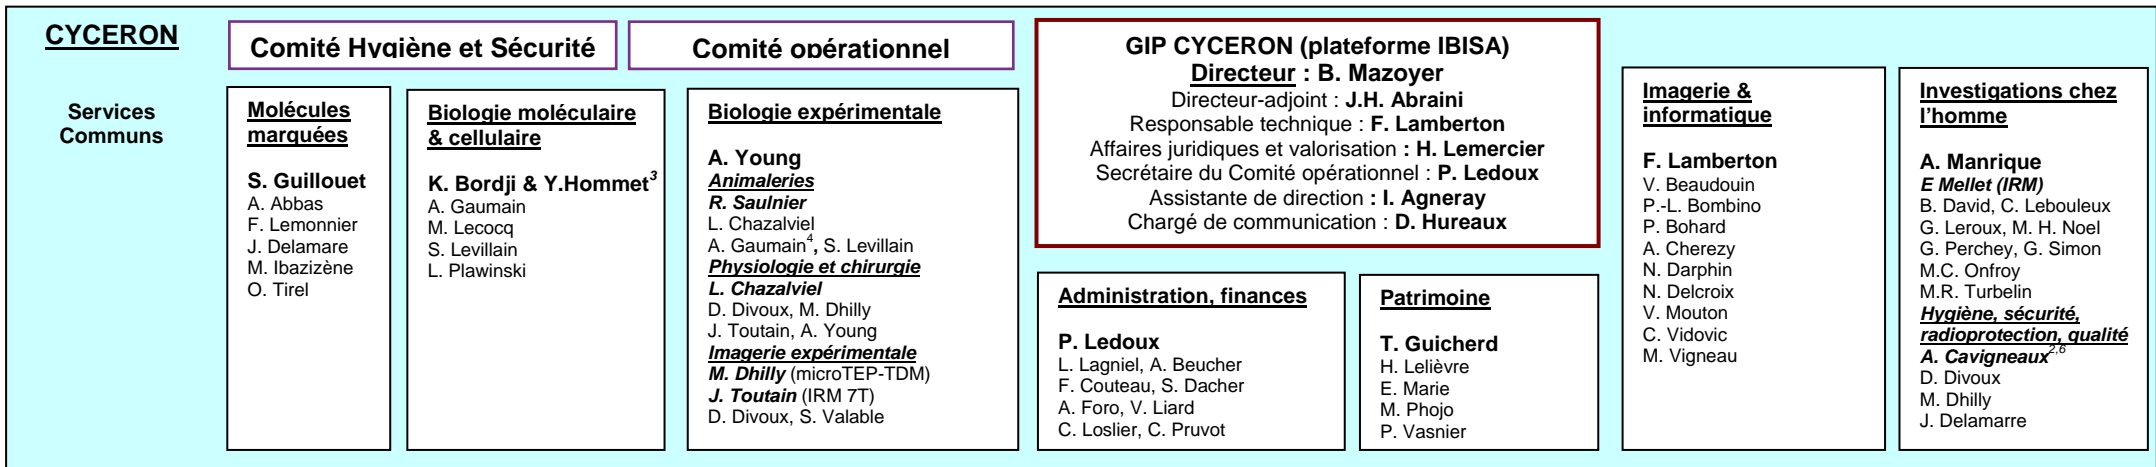 CYCERON
Services
Communs
Comité Hygiène et Sécurité
Comité opérationnel
Molécules
marquées
S. Guillouet
A. Abbas
F. Lemonnier
J. Delamare
M. Ibazizène
O. Tirel
Biologie moléculaire
& cellulaire
K. Bordji & Y.Hommet3
A. Gaumain
M. Lecocq
S. Levillain
L. Plawinski
Biologie expérimentale
A. Young
Animaleries
R. Saulnier
L. Chazalviel
A. Gaumain4, S. Levillain
Physiologie et chirurgie
L. Chazalviel
D. Divoux, M. Dhilly
J. Toutain, A. Young
Imagerie expérimentale
M. Dhilly (microTEP-TDM)
J. Toutain (IRM 7T)
D. Divoux, S. Valable
GIP CYCERON (plateforme IBISA)
Directeur : B. Mazoyer
Directeur-adjoint : J.H. Abraini
Responsable technique : F. Lamberton
Affaires juridiques et valorisation : H. Lemercier
Secrétaire du Comité opérationnel : P. Ledoux
Assistante de direction : I. Agneray
Chargé de communication : D. Hureaux
Administration, finances
P. Ledoux
L. Lagniel, A. Beucher
F. Couteau, S. Dacher
A. Foro, V. Liard
C. Loslier, C. Pruvot
Patrimoine
T. Guicherd
H. Lelièvre
E. Marie
M. Phojo
P. Vasnier
Imagerie &
informatique
F. Lamberton
V. Beaudouin
P.-L. Bombino
P. Bohard
A. Cherezy
N. Darphin
N. Delcroix
V. Mouton
C. Vidovic
M. Vigneau
Investigations chez
l'homme
A. Manrique
E Mellet (IRM)
B. David, C. Lebouleux
G. Leroux, M. H. Noel
G. Perchey, G. Simon
M.C. Onfroy
M.R. Turbelin
Hygiène, sécurité,
radioprotection, qualité
A. Cavigneaux2,6
D. Divoux
M. Dhilly
J. Delamarre